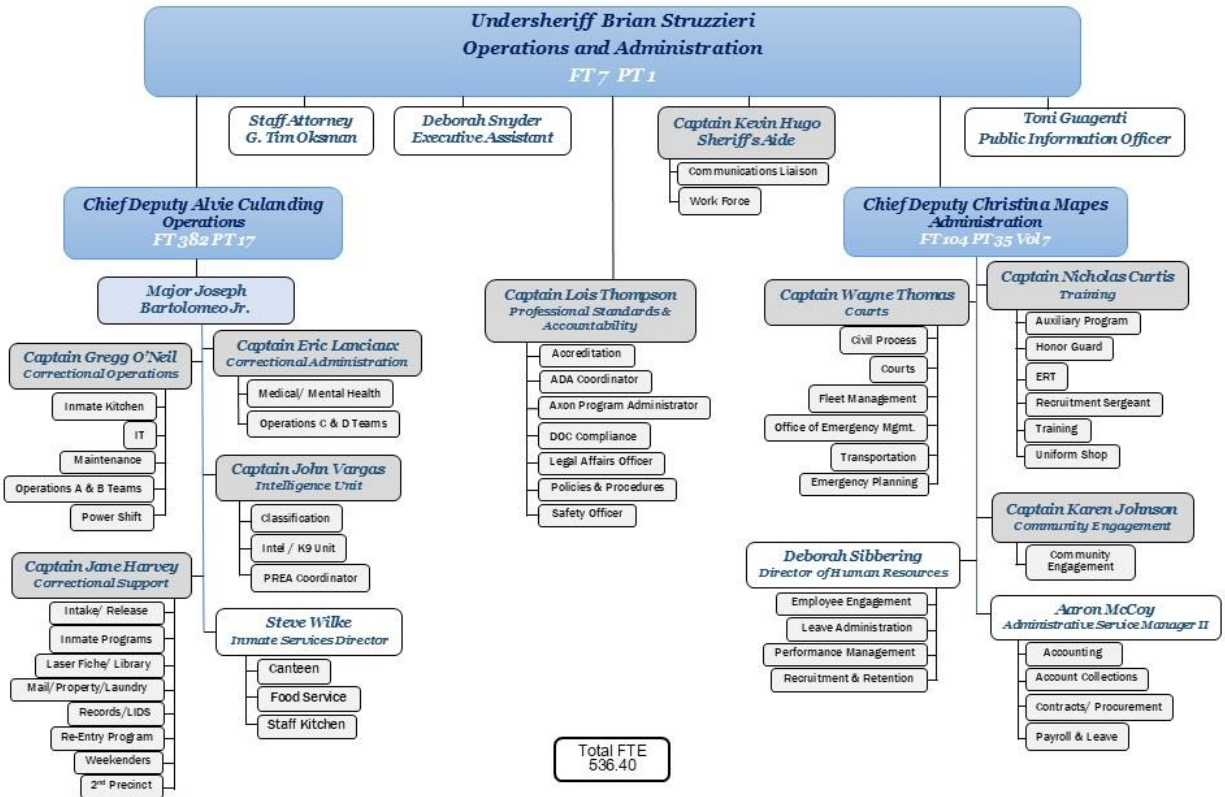 Undersheriff Brian Struzzieri
Operations and Administration
FT 7 PT 1
Staff Attorney
G. Tim Oksman
Deborah Snyder
Executive Assistant
Captain Kevin Hugo
Sheriff's Aide
Communications Liaison
Work Force
Toni Guagenti
Public Information Officer
Chief Deputy Alvie Culanding
Operations
FT 382 PT 17
Chief Deputy Christina Mapes
Administration
FT 104 PT 35 Vol 7
Major Joseph
Bartolomeo Jr.
Captain Gregg O'Neil
Correctional Operations
Inmate Kitchen
IT
Maintenance
Operations A & B Teams
Power Shift
Captain Eric Lanciaux
Correctional Administration
Medical/ Mental Health
Operations C & D Teams
Captain John Vargas
Intelligence Unit
Classification
Intel / K9 Unit
PREA Coordinator
Captain Jane Harvey
Correctional Support
Intake/ Release
Inmate Programs
Laser Fiche/ Library
Mail/Property/Laundry
Records/LIDS
Re-Entry Program
Weekenders
2nd Precinct
Steve Wilke
Inmate Services Director
Canteen
Food Service
Staff Kitchen
Captain Lois Thompson
Professional Standards &
Accountability
Accreditation
ADA Coordinator
Axon Program Administrator
DOC Compliance
Legal Affairs Officer
Policies & Procedures
Safety Officer
Captain Wayne Thomas
Courts
Civil Process
Courts
Fleet Management
Office of Emergency Mgmt.
Transportation
Emergency Planning
Captain Nicholas Curtis
Training
Auxiliary Program
Honor Guard
ERT
Recruitment Sergeant
Training
Uniform Shop
Captain Karen Johnson
Community Engagement
Community
Engagement
Deborah Sibbering
Director of Human Resources
Employee Engagement
Leave Administration
Performance Management
Recruitment & Retention
Aaron McCoy
Administrative Service Manager II
Accounting
Account Collections
Contracts/ Procurement
Payroll & Leave
Total FTE
536.40